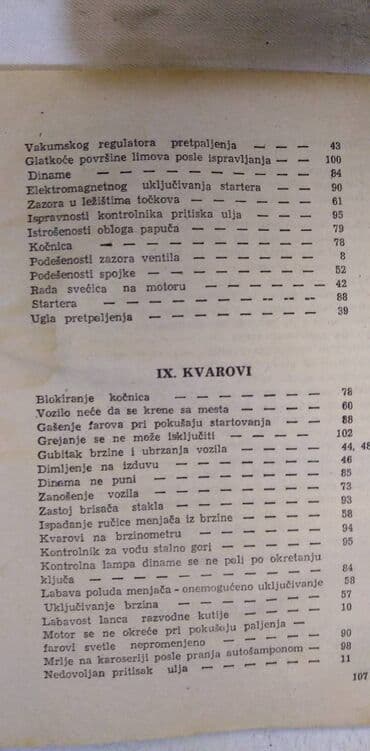 Vakumskog regulatora pretpaljenja — — — 43
Glatkoće površine limova posle ispravljanja — — 100
Diname — — — — — — — — 84
Elektromagnetnog uključivanja startera — — 90
Zazora u ležištima točkova — — — — 61
Ispravnosti kontrolnika pritiska ulja — — — 95
Istrošenosti obloga papuča — — — — 79
Kočnica — — — — — — — — 78
Podešenosti zazora ventila — — — — 8
Podešenosti spojke — — — — — — 52
Rada svećica na motoru — — — — — 42
Startera — — — — — — — — 88
Ugla pretpaljenja — — — — — — 39
IX. KVAROVI
Blokiranje kočnica — — — — — — 78
Vozilo neće da se krene sa mesta — — — 60
Gašenje farova pri pokušaju startovanja — — 88
Grejanje se ne može isključiti — — — — 102
Gubitak brzine i ubrzanja vozila — — — 44, 48
Dimljenje na izduvu — — — — — — 46
Dinama ne puni — — — — — — — 85
Zanošenje vozila — — — — — — — 73
Zastoj brisača stakla — — — — — — 93
Ispadanje ručice menjača iz brzine — — — 58
Kvarovi na brzinometru — — — — — 94
Kontrolnik za vodu stalno gori — — — — 95
Kontrolna lampa diname se ne pali po okretanju
ključa — — — — — — — — 84
Labava poluda menjača - onemogućeno uključivanje 58
Uključivanje brzina — — — — — — 57
Labavost lanca razvodne kutije — — — — 10
Motor se ne okreće pri pokušaju paljenja —
farovi svetle nepromenjeno — — — — 90
Mrlje na karoseriji posle pranja autošamponom — 98
Nedovoljan pritisak ulja — — — — — 11
107